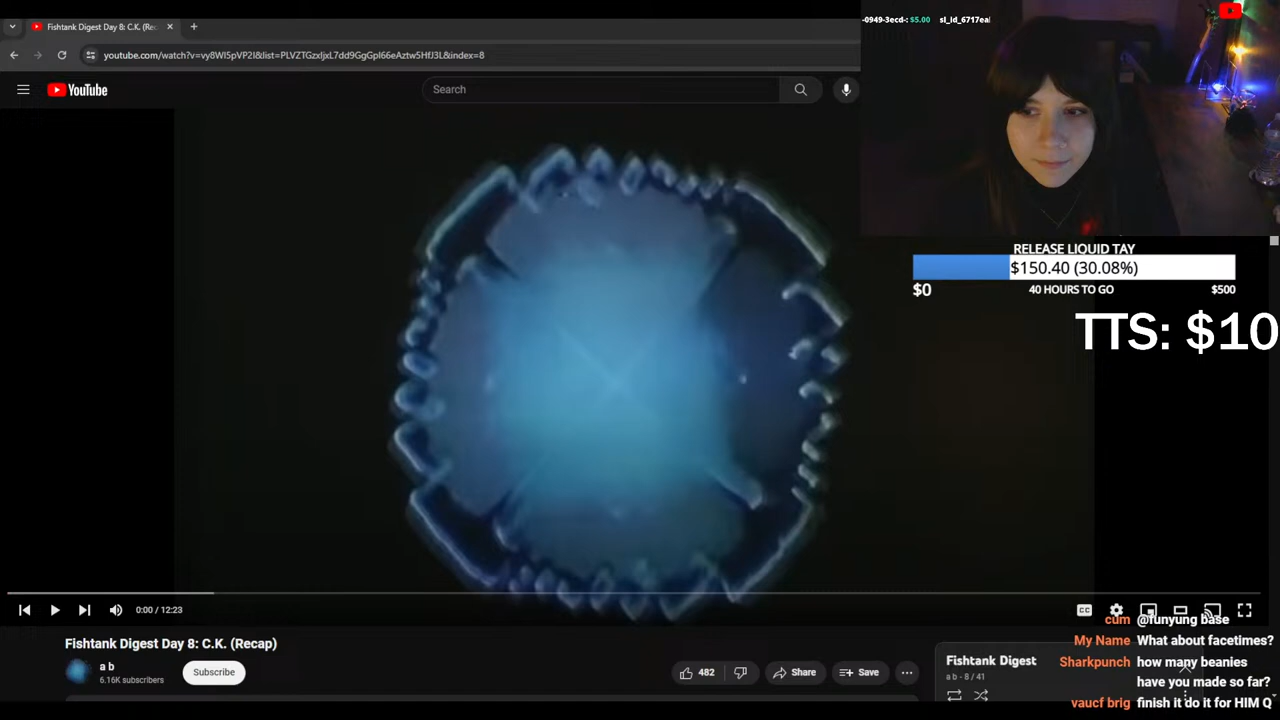 Fishtank Digest Day 8: C.K. (Rec
-0949-3ecd-: $5.00 sl_id_6717ea
youtube.com/watch?v=vy8Wl5pVP2I&list=PLVZTGzxIjxL7dd9GgGpI66eAztw5HfJ3L&index=8
YouTube
Search
RELEASE LIQUID TAY
$150.40 (30.08%)
$0 40 HOURS TO GO $500
TTS: $10
0:00 / 12:23
CC
cum @funyung base
Fishtank Digest Day 8: C.K. (Recap)
My Name What about facetimes?
a b
6.16K subscribers
Subscribe
482
Share
Save
Fishtank Digest
a b - 8 / 41
Sharkpunch how many beanies
have you made so far?
vaucf brig finish it do it for HIM Q